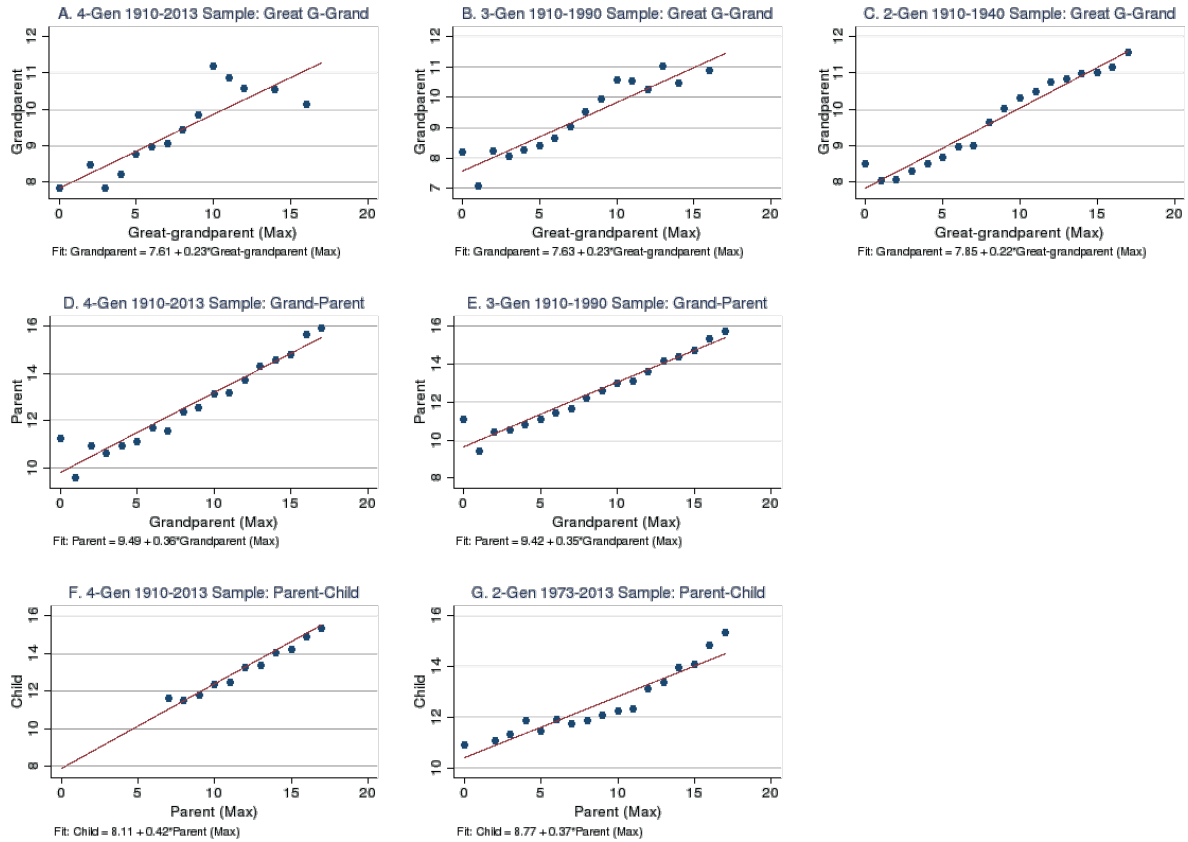 A. 4-Gen 1910-2013 Sample: Great G-Grand
Grandparent
12
11
10
9
8
0 5 10 15 20
Great-grandparent (Max)
Fit: Grandparent = 7.61 + 0.23*Great-grandparent (Max)
B. 3-Gen 1910-1990 Sample: Great G-Grand
Grandparent
12
11
10
9
8
7
0 5 10 15 20
Great-grandparent (Max)
Fit: Grandparent = 7.63 + 0.23*Great-grandparent (Max)
C. 2-Gen 1910-1940 Sample: Great G-Grand
Grandparent
12
11
10
9
8
0 5 10 15 20
Great-grandparent (Max)
Fit: Grandparent = 7.85 + 0.22*Great-grandparent (Max)
D. 4-Gen 1910-2013 Sample: Grand-Parent
Parent
16
14
12
10
0 5 10 15 20
Grandparent (Max)
Fit: Parent = 9.49 + 0.36*Grandparent (Max)
E. 3-Gen 1910-1990 Sample: Grand-Parent
Parent
16
14
12
10
8
0 5 10 15 20
Grandparent (Max)
Fit: Parent = 9.42 + 0.35*Grandparent (Max)
F. 4-Gen 1910-2013 Sample: Parent-Child
Child
16
14
12
10
8
0 5 10 15 20
Parent (Max)
Fit: Child = 8.11 + 0.42*Parent (Max)
G. 2-Gen 1973-2013 Sample: Parent-Child
Child
16
14
12
10
0 5 10 15 20
Parent (Max)
Fit: Child = 8.77 + 0.37*Parent (Max)